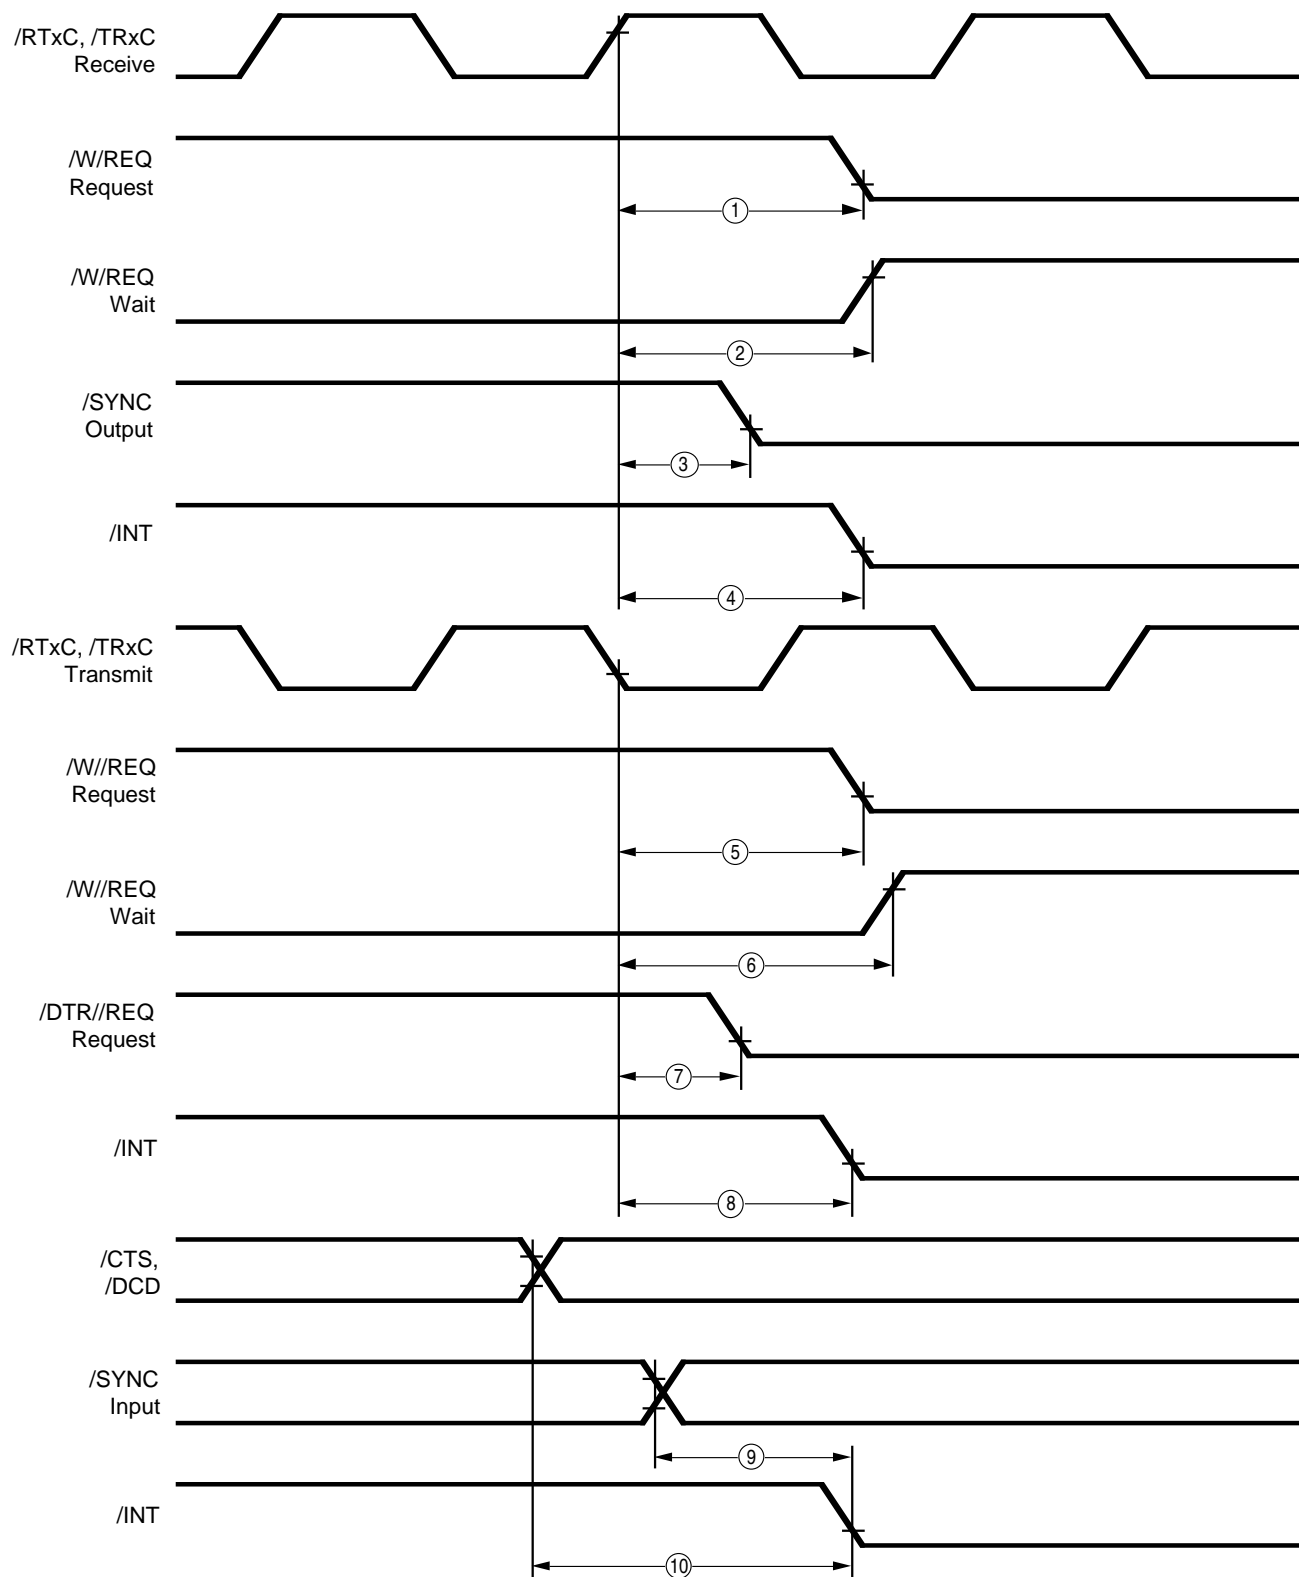 /RTxC, /TRxC
Receive
/W/REQ
Request
1
/W/REQ
Wait
2
/SYNC
Output
3
/INT
4
/RTxC, /TRxC
Transmit
/W//REQ
Request
5
/W//REQ
Wait
6
/DTR//REQ
Request
7
/INT
8
/CTS,
/DCD
/SYNC
Input
9
/INT
10